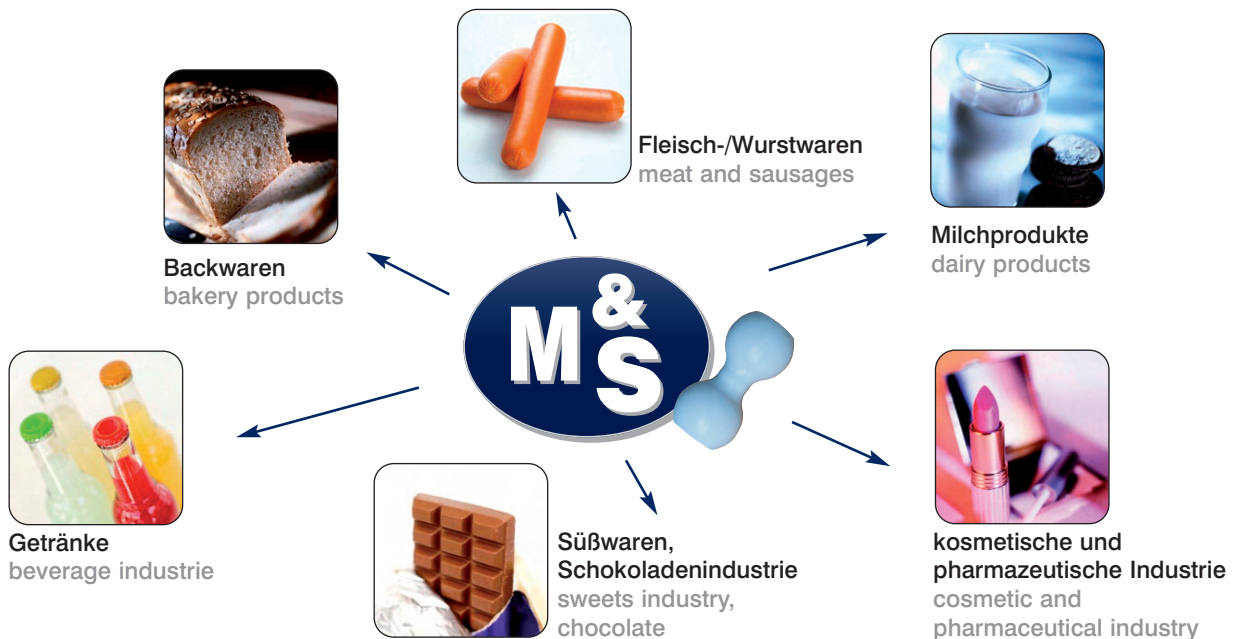 Fleisch-/Wurstwaren
meat and sausages
Milchprodukte
dairy products
Backwaren
bakery products
M&S
Getränke
beverage industrie
Süßwaren,
Schokoladenindustrie
sweets industry,
chocolate
kosmetische und
pharmazeutische Industrie
cosmetic and
pharmaceutical industry